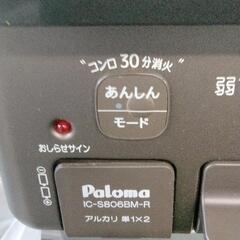 コンロ30分消火
あんしん
モード
弱
おしらせサイン
Paloma
IC-S806BM-R
アルカリ 単1×2